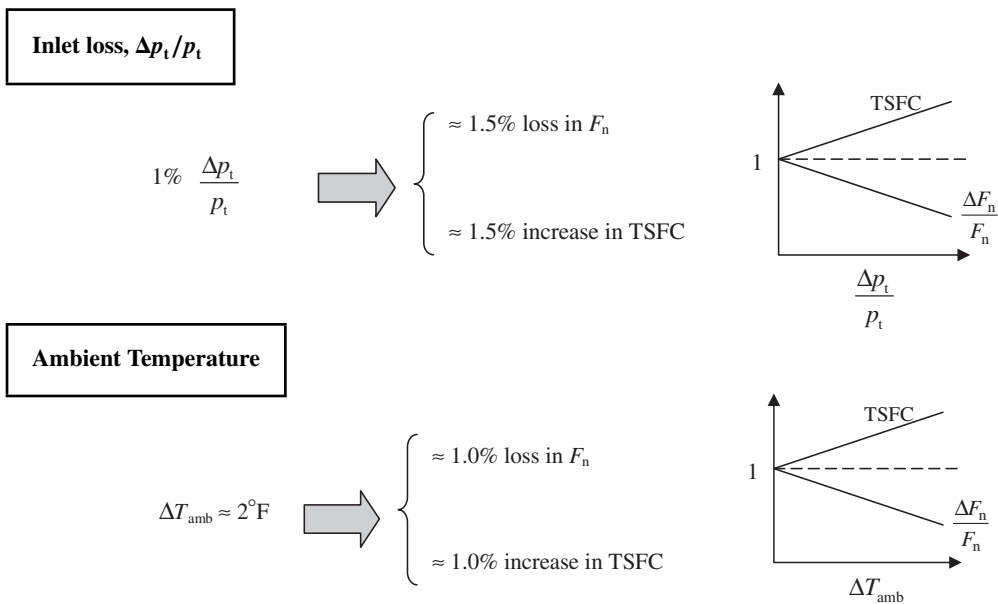 Inlet loss, Δp_t/p_t
1% Δp_t/p_t
≈ 1.5% loss in F_n
≈ 1.5% increase in TSFC
TSFC
1
ΔF_n/F_n
Δp_t/p_t
Ambient Temperature
ΔT_amb ≈ 2°F
≈ 1.0% loss in F_n
≈ 1.0% increase in TSFC
TSFC
1
ΔF_n/F_n
ΔT_amb